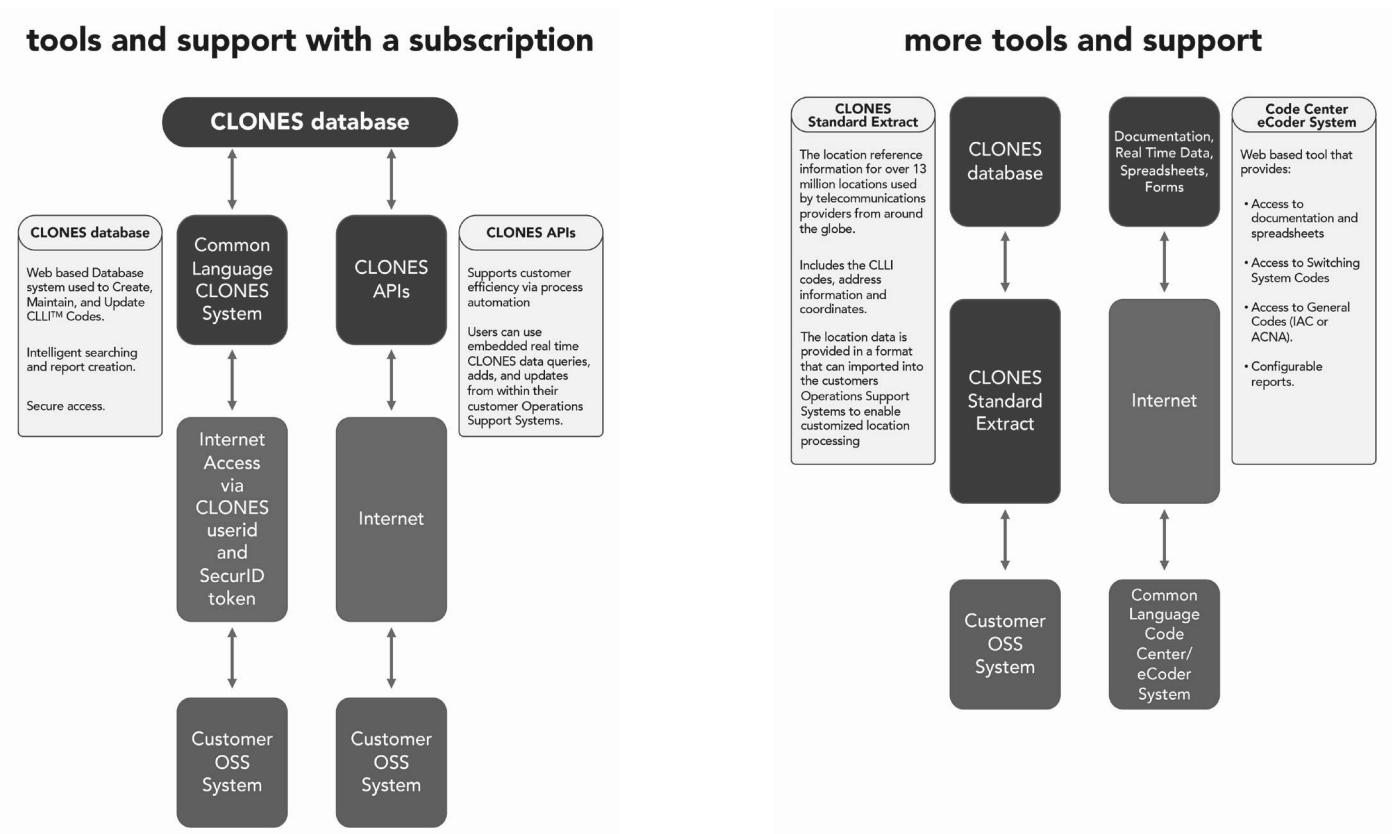 tools and support with a subscription
CLONES database
CLONES database
Web based Database
system used to Create,
Maintain, and Update
CLLI™ Codes.
Intelligent searching
and report creation.
Secure access.
Common
Language
CLONES
System
CLONES
APIs
CLONES APIs
Supports customer
efficiency via process
automation
Users can use
embedded real time
CLONES data queries,
adds, and updates
from within their
customer Operations
Support Systems.
Internet
Access
via
CLONES
userid
and
SecurID
token
Internet
Customer
OSS
System
Customer
OSS
System
more tools and support
CLONES
Standard Extract
The location reference
information for over 13
million locations used
by telecommunications
providers from around
the globe.
Includes the CLLI
codes, address
information and
coordinates.
The location data is
provided in a format
that can imported into
the customers
Operations Support
Systems to enable
customized location
processing
CLONES
database
CLONES
Standard
Extract
Customer
OSS
System
Documentation,
Real Time Data,
Spreadsheets,
Forms
Internet
Common
Language
Code
Center/
eCoder
System
Code Center
eCoder System
Web based tool that
provides:
• Access to
documentation and
spreadsheets
• Access to Switching
System Codes
• Access to General
Codes (IAC or
ACNA).
• Configurable
reports.